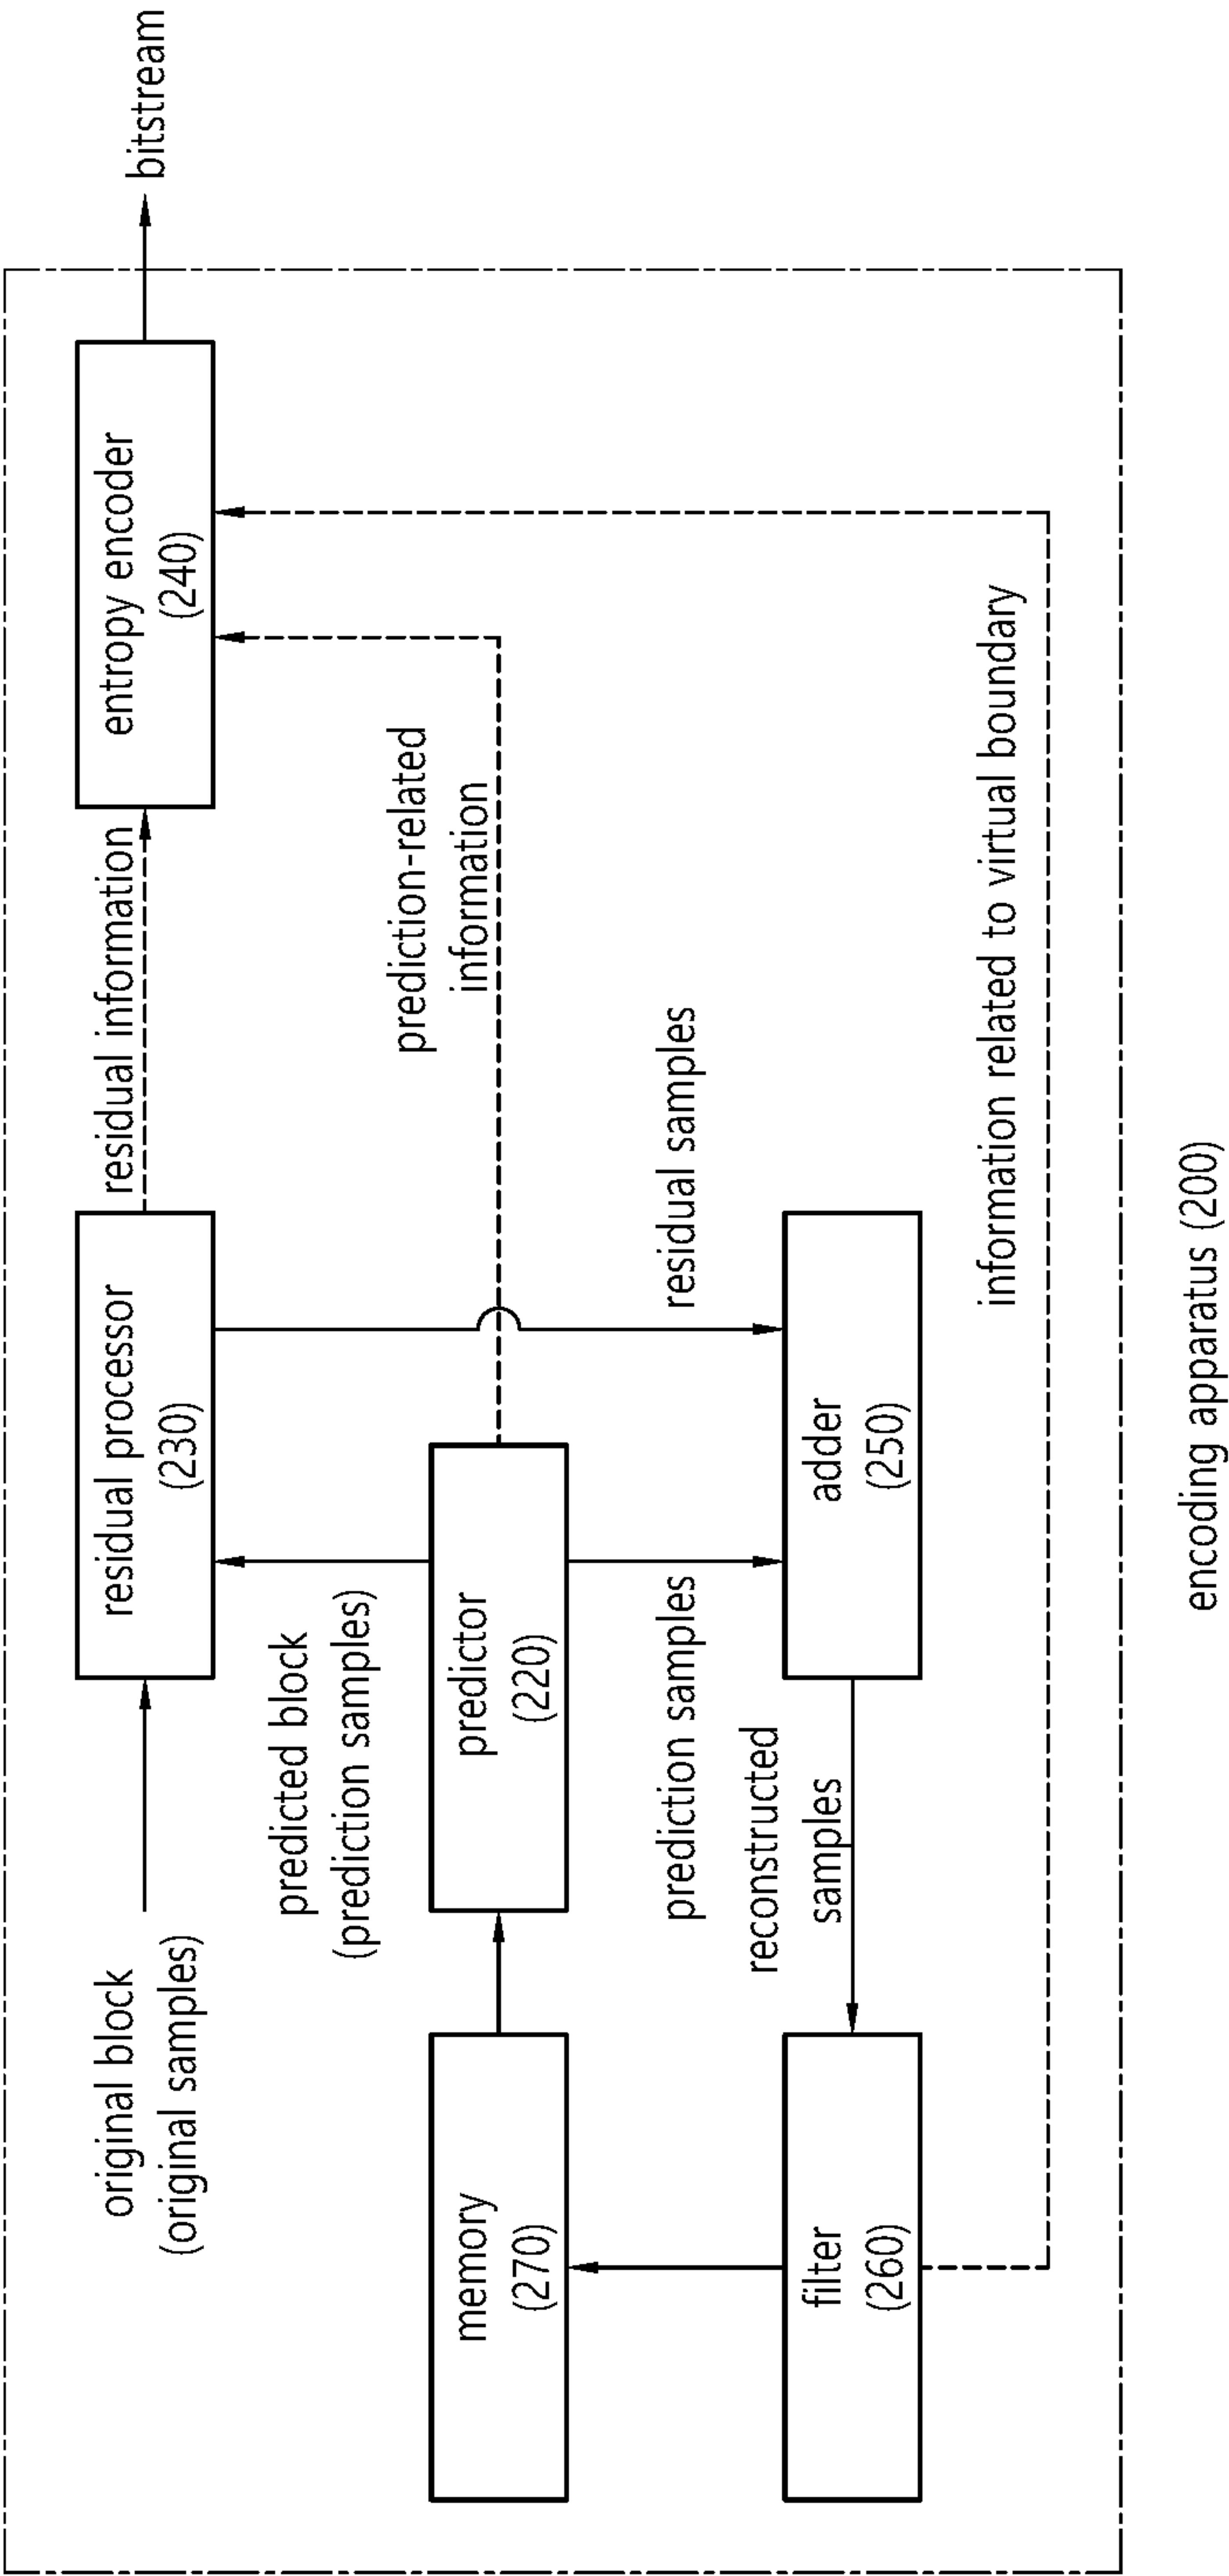 original block
(original samples)
residual processor
(230)
residual information
entropy encoder
(240)
bitstream
predicted block
(prediction samples)
prediction-related
information
memory
(270)
predictor
(220)
prediction samples
residual samples
reconstructed
samples
filter
(260)
adder
(250)
information related to virtual boundary
encoding apparatus (200)